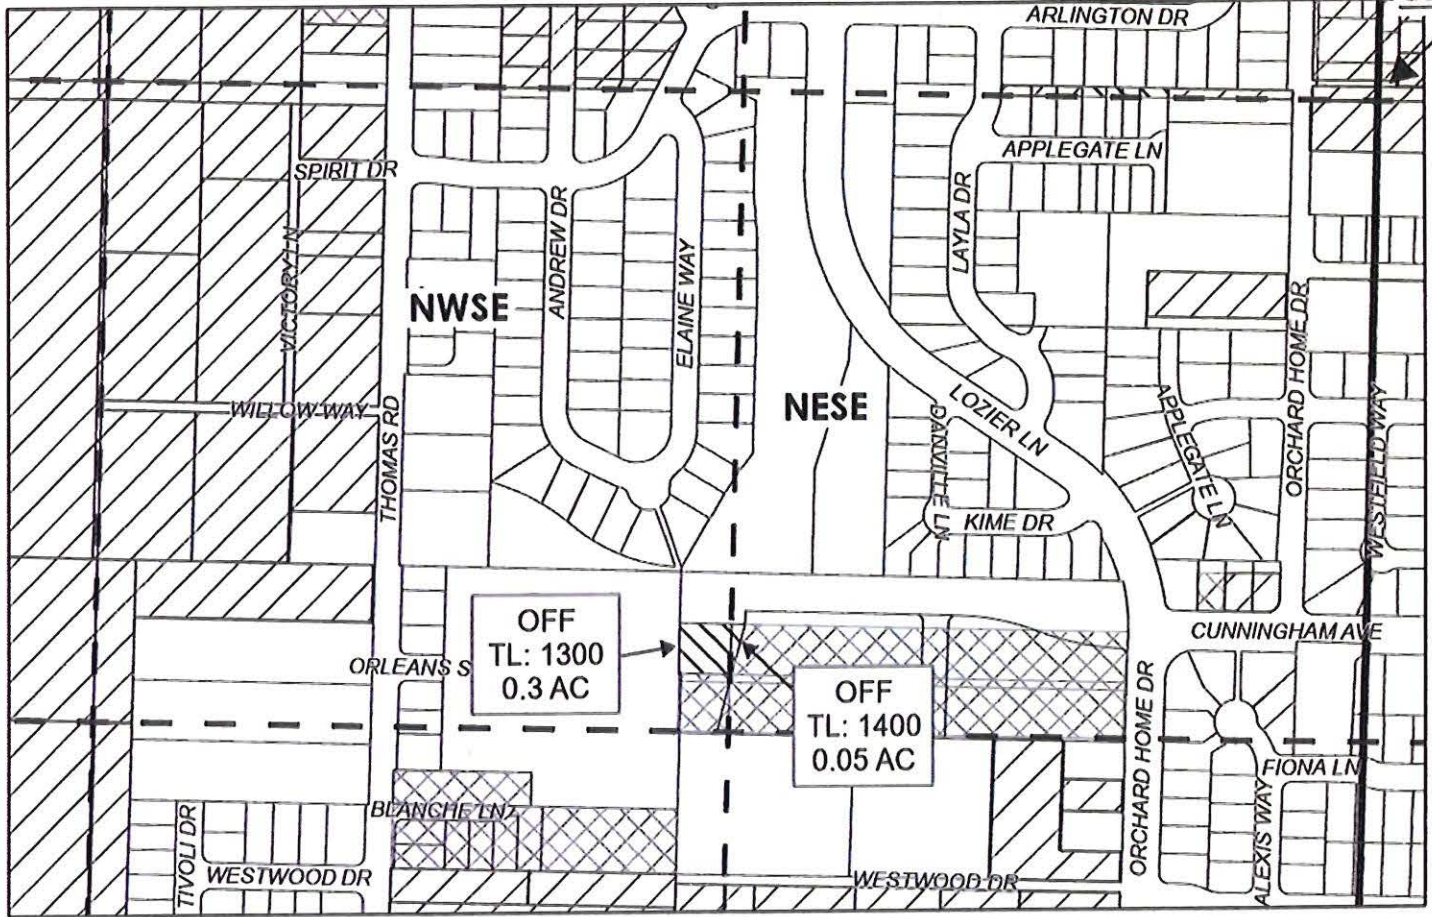 ARLINGTON DR
SPIRIT DR
APPLEGATE LN
VICTORY LN
ANDREW DR
ELAINE WAY
LAYLA DR
NWSE
WILLOW WAY
THOMAS RD
NESE
LOZIER LN
DANVILLE LN
KIME DR
APPLEGATE LN
ORCHARD HOME DR
WESTFIELD WAY
OFF
TL: 1300
0.3 AC
ORLEANS S
CUNNINGHAM AVE
OFF
TL: 1400
0.05 AC
ORCHARD HOME DR
FIONA LN
ALEXIS WAY
BLANCHE LN
TIVOLI DR
WESTWOOD DR
WESTWOOD DR